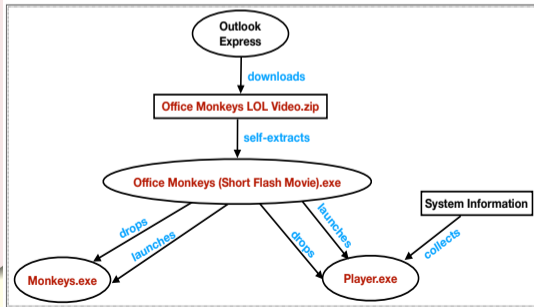 Outlook
Express
downloads
Office Monkeys LOL Video.zip
self-extracts
Office Monkeys (Short Flash Movie).exe
System Information
drops
launches
drops
launches
collects
Monkeys.exe
Player.exe